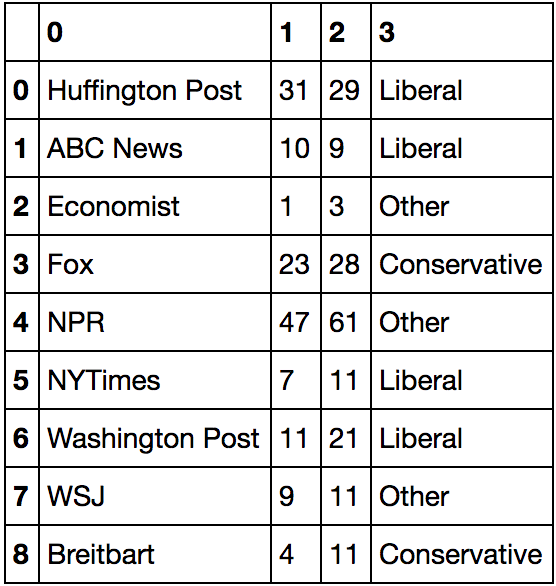 0 1 2 3
0 Huffington Post 31 29 Liberal
1 ABC News 10 9 Liberal
2 Economist 1 3 Other
3 Fox 23 28 Conservative
4 NPR 47 61 Other
5 NYTimes 7 11 Liberal
6 Washington Post 11 21 Liberal
7 WSJ 9 11 Other
8 Breitbart 4 11 Conservative